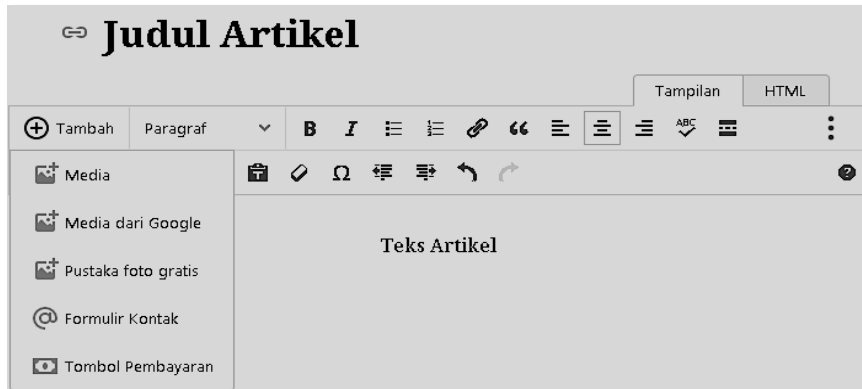 Judul Artikel
Tampilan HTML
Tambah Paragraf B I ABC
Media
Media dari Google
Teks Artikel
Pustaka foto gratis
Formulir Kontak
Tombol Pembayaran